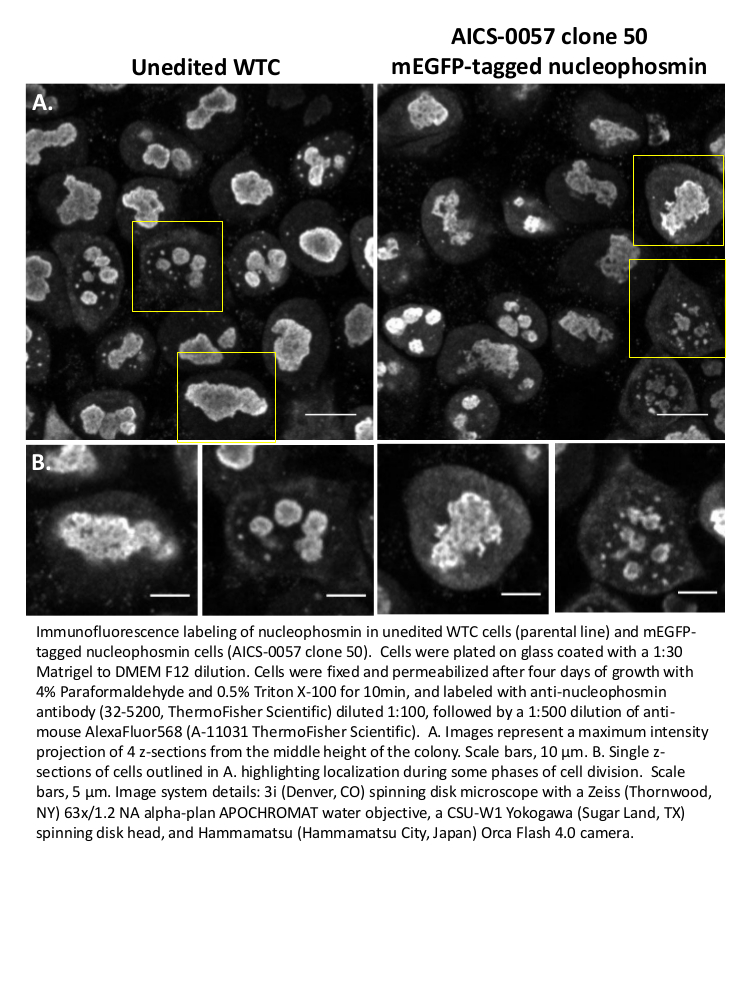 AICS-0057 clone 50
Unedited WTC
mEGFP-tagged nucleophosmin
A.
B.
Immunofluorescence labeling of nucleophosmin in unedited WTC cells (parental line) and mEGFP-
tagged nucleophosmin cells (AICS-0057 clone 50).  Cells were plated on glass coated with a 1:30
Matrigel to DMEM F12 dilution. Cells were fixed and permeabilized after four days of growth with
4% Paraformaldehyde and 0.5% Triton X-100 for 10min, and labeled with anti-nucleophosmin
antibody (32-5200, ThermoFisher Scientific) diluted 1:100, followed by a 1:500 dilution of anti-
mouse AlexaFluor568 (A-11031 ThermoFisher Scientific).  A. Images represent a maximum intensity
projection of 4 z-sections from the middle height of the colony. Scale bars, 10 µm. B. Single z-
sections of cells outlined in A. highlighting localization during some phases of cell division.  Scale
bars, 5 µm. Image system details: 3i (Denver, CO) spinning disk microscope with a Zeiss (Thornwood,
NY) 63x/1.2 NA alpha-plan APOCHROMAT water objective, a CSU-W1 Yokogawa (Sugar Land, TX)
spinning disk head, and Hammamatsu (Hammamatsu City, Japan) Orca Flash 4.0 camera.